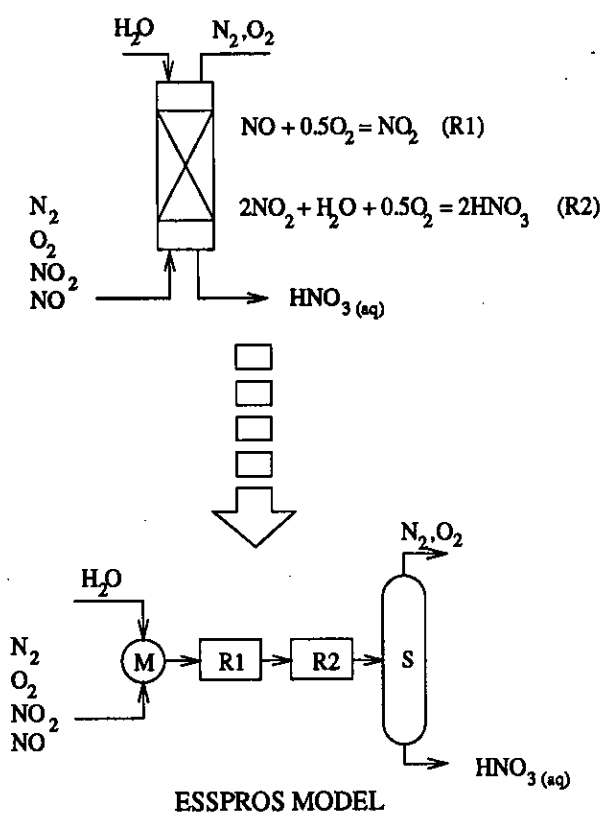 H2O N2,O2
NO + 0.5O2 = NO2 (R1)
2NO2 + H2O + 0.5O2 = 2HNO3 (R2)
N2
O2
NO2
NO
HNO3 (aq)
N2,O2
H2O
N2
O2
NO2
NO
M R1 R2 S
HNO3 (aq)
ESSPROS MODEL